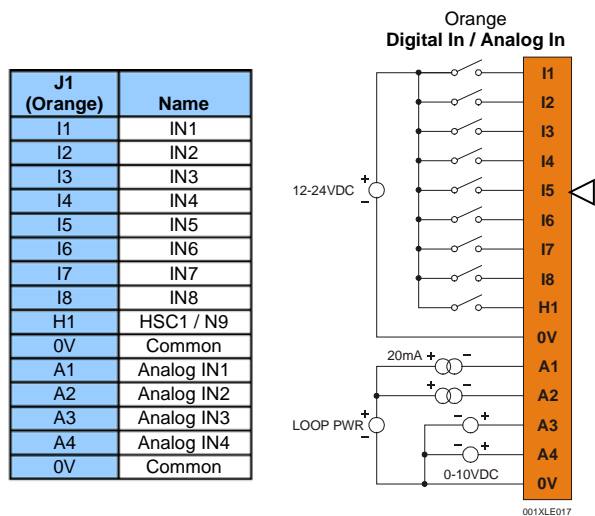 J1
(Orange) Name
I1 IN1
I2 IN2
I3 IN3
I4 IN4
I5 IN5
I6 IN6
I7 IN7
I8 IN8
H1 HSC1 / N9
0V Common
A1 Analog IN1
A2 Analog IN2
A3 Analog IN3
A4 Analog IN4
0V Common
Orange
Digital In / Analog In
I1
I2
I3
I4
12-24VDC + − I5
I6
I7
I8
H1
0V
20mA + − A1
+ − A2
LOOP PWR + − − + A3
− + A4
0-10VDC 0V
001XLE017